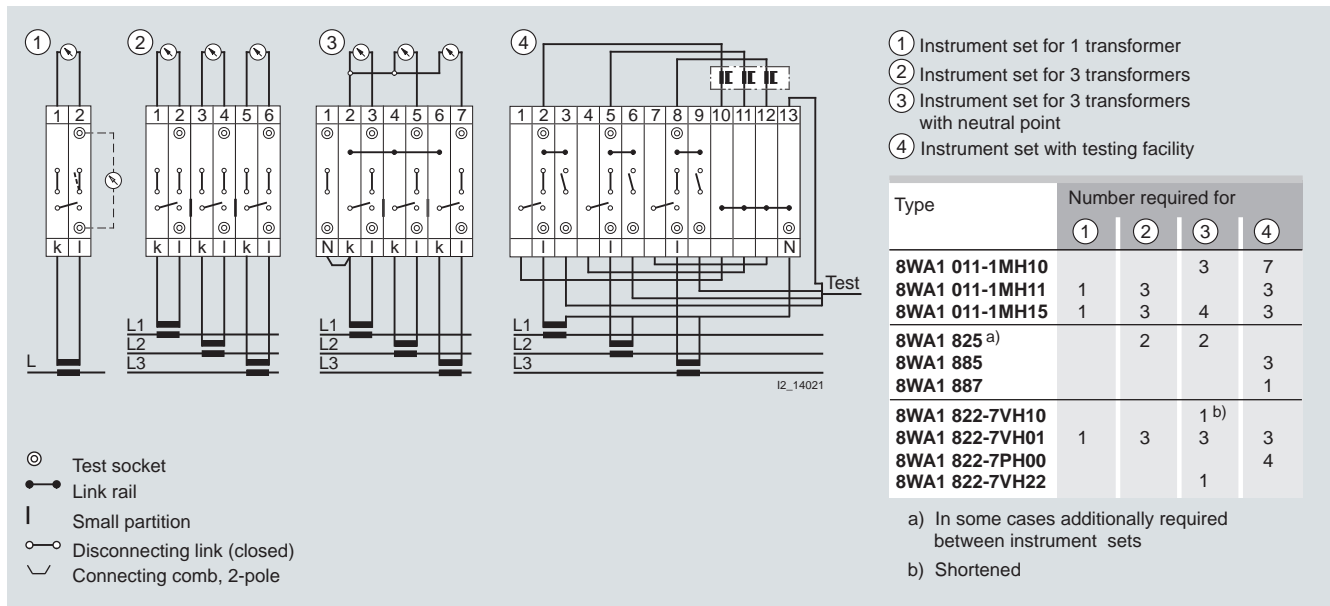 1 2 3 4
1 Instrument set for 1 transformer
2 Instrument set for 3 transformers
3 Instrument set for 3 transformers
with neutral point
4 Instrument set with testing facility
1 2
1 2 3 4 5 6
1 2 3 4 5 6 7
1 2 3 4 5 6 7 8 9 10 11 12 13
k l
k l k l k l
N k l k l k l
l l l N
Test
L
L1
L2
L3
L1
L2
L3
L1
L2
L3
I2_14021
Type Number required for
1 2 3 4
8WA1 011-1MH10 3 7
8WA1 011-1MH11 1 3 3
8WA1 011-1MH15 1 3 4 3
8WA1 825 a) 2 2
8WA1 885 3
8WA1 887 1
8WA1 822-7VH10 1 b)
8WA1 822-7VH01 1 3 3 3
8WA1 822-7PH00 4
8WA1 822-7VH22 1
a) In some cases additionally required
between instrument sets
b) Shortened
Test socket
Link rail
Small partition
Disconnecting link (closed)
Connecting comb, 2-pole